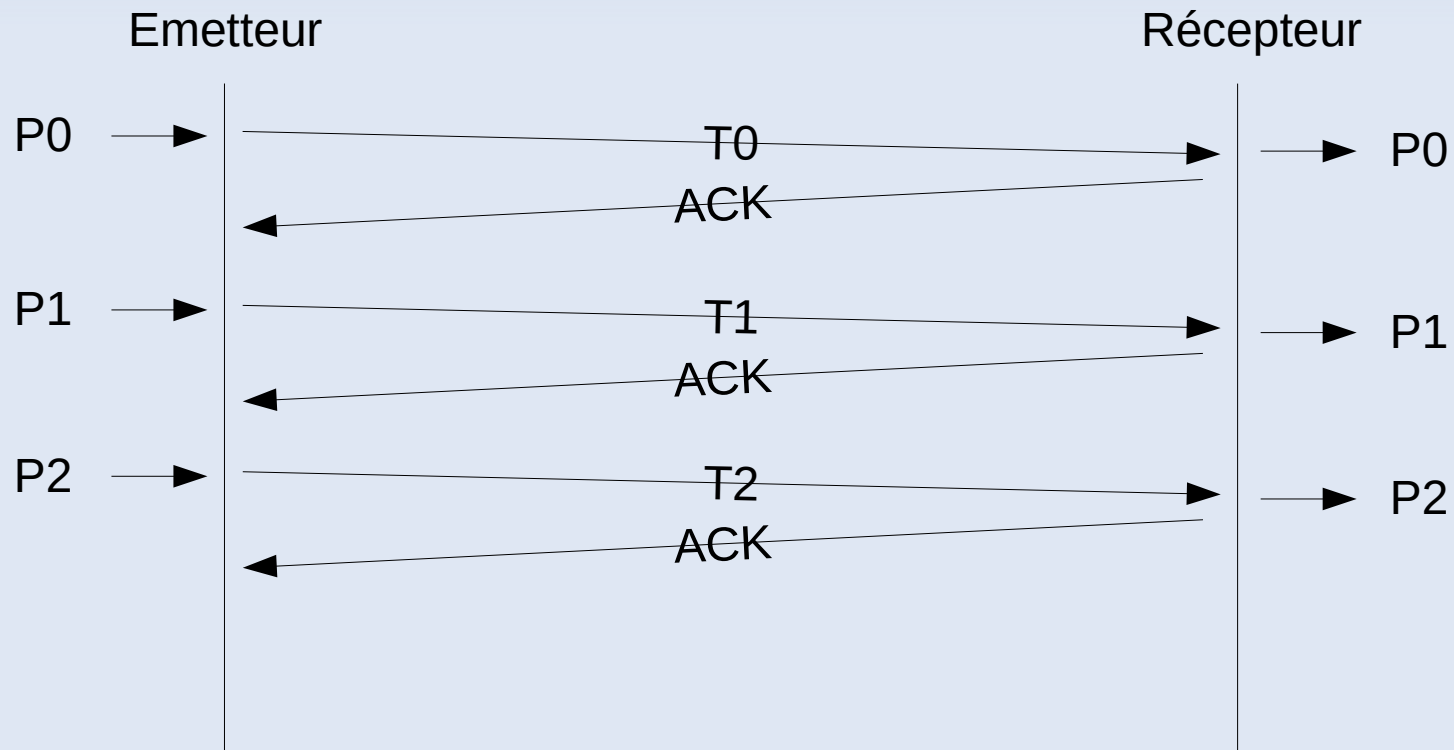 Emetteur Récepteur
P0 T0 P0
ACK
P1 T1 P1
ACK
P2 T2 P2
ACK